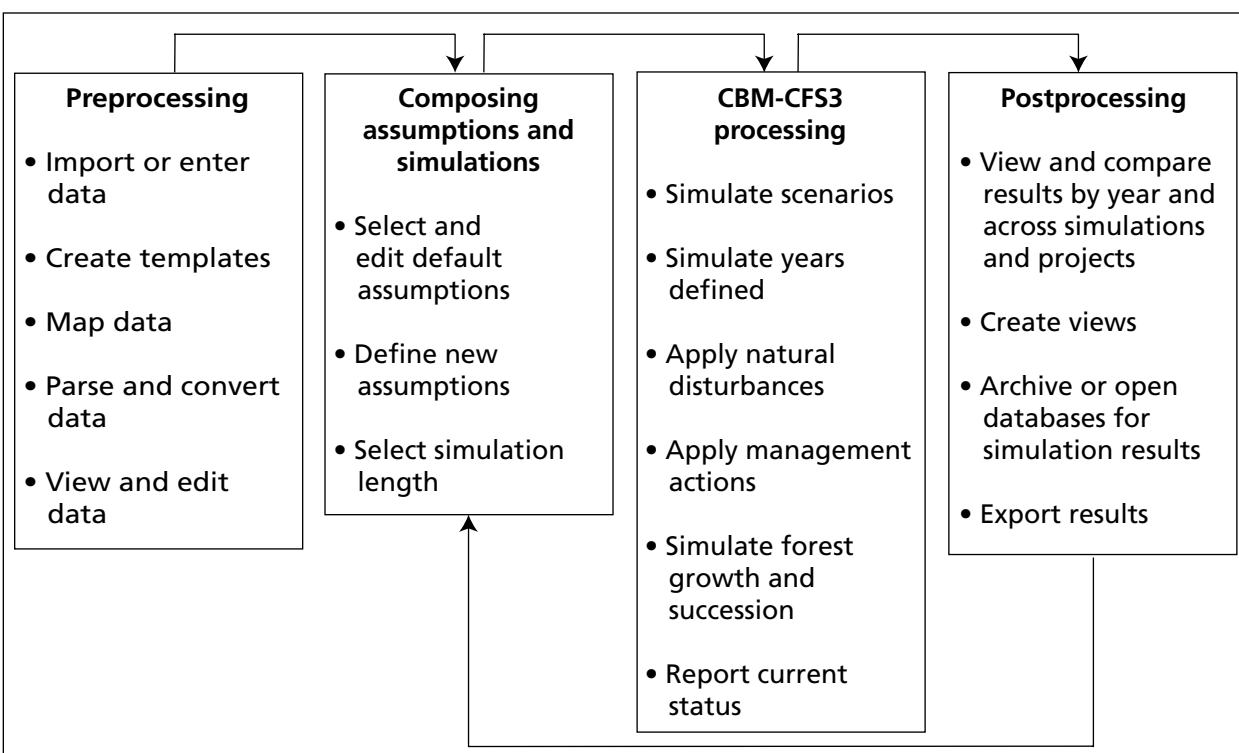 Preprocessing
• Import or enter
data
• Create templates
• Map data
• Parse and convert
data
• View and edit
data
Composing
assumptions and
simulations
• Select and
edit default
assumptions
• Define new
assumptions
• Select simulation
length
CBM-CFS3
processing
• Simulate scenarios
• Simulate years
defined
• Apply natural
disturbances
• Apply management
actions
• Simulate forest
growth and
succession
• Report current
status
Postprocessing
• View and compare
results by year and
across simulations
and projects
• Create views
• Archive or open
databases for
simulation results
• Export results